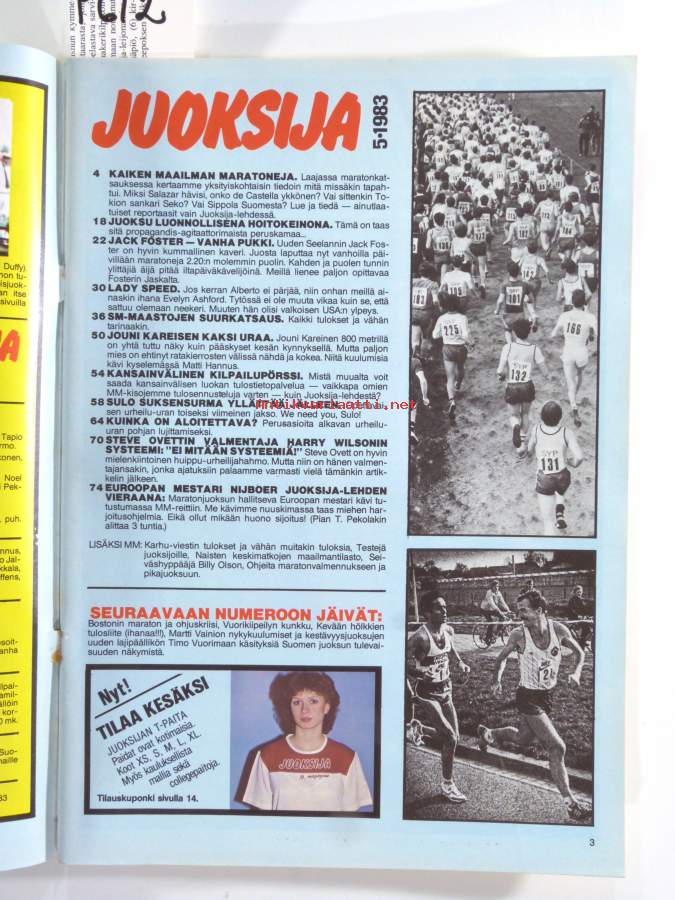 JUOKSIJA
5-1983
4 KAIKEN MAAILMAN MARATONEJA. Laajassa maratonkat-
sauksessa kertaamme yksityiskohtaisin tiedoin mitä missäkin tapah-
tui. Miksi Salazar hävisi, onko de Castella ykkönen? Vai sittenkin To-
kion sankari Seko? Vai Sippola Suomesta? Lue ja tiedä — ainutlaa-
tuiset reportaasit vain Juoksija-lehdessä.
18 JUOKSU LUONNOLLISENA HOITOKEINONA. Tämä on taas
sitä propagandis-agitaattorimaista peruskamaa...
22 JACK FOSTER — VANHA PUKKI. Uuden Seelannin Jack Fos-
ter on hyvin kummallinen kaveri. Juosta laputtaa nyt vanhoilla päi-
villään maratoneja 2.20:n molemmin puolin. Kahden ja puolen tunnin
ylittäjiä äijä pitää iltapäiväkävelijöinä. Meillä lienee paljon opittavaa
Fosterin Jaskalta.
30 LADY SPEED. Jos kerran Alberto ei pärjää, niin onhan meillä ai-
naskin ihana Evelyn Ashford. Tytössä ei ole muuta vikaa kuin se, että
sattuu olemaan neekeri. Muuten hän olisi valkoisen USA:n ylpeys.
36 SM-MAASTOJEN SUURKATSAUS. Kaikki tulokset ja vähän
tarinaakin.
50 JOUNI KAREISEN KAKSI URAA. Jouni Kareinen 800 metrillä
on yhtä tuttu näky kuin pääskyset kesän kynnyksellä. Mutta paljon
mies on ehtinyt ratakierrosten välissä nähdä ja kokea. Niitä kuulumisia
kävi kyselemässä Matti Hannus.
54 KANSAINVÄLINEN KILPAILUPÖRSSI. Mistä muualta voit
saada kansainvälisen luokan tulostietopalvelua — vaikkapa omien
MM-kisojemme tulosennusteluja varten — kuin Juoksija-lehdestä?
58 SULO SUKSENSURMA YLLÄTTÄÄ.
sen urheilu-uran toiseksi viimeinen jakso. We need you, Sulo!
64 KUINKA ON ALOITETTAVA? Perusasioita alkavan urheilu-
uran pohjan lujittamiseksi.
70 STEVE OVETTIN VALMENTAJA HARRY WILSONIN
SYSTEEMI: "EI MITÄÄN SYSTEEMIÄ!" Steve Ovett on hyvin
mielenkiintoinen huippu-urheilijahahmo. Mutta niin on hänen valmen-
tajansakin, jonka ajatuksiin palaamme varmasti vielä tämänkin artik-
kelin jälkeen.
74 EUROOPAN MESTARI NIJBOER JUOKSIJA-LEHDEN
VIERAANA: Maratonjuoksun hallitseva Euroopan mestari kävi tu-
tustumassa MM-reittiin. Me kävimme nuuskimassa taas miehen har-
joitusohjelmia. Eikä ollut mikään huono sijoitus! (Pian T. Pekolakin
alittaa 3 tuntia.)
LISÄKSI MM: Karhu-viestin tulokset ja vähän muitakin tuloksia, Testejä
juoksijoille, Naisten keskimatkojen maailmantilasto, Sei-
väshyppääjä Billy Olson, Ohjeita maratonvalmennukseen ja
pikajuoksuun.
SEURAAVAAN NUMEROON JÄIVÄT:
Bostonin maraton ja ohjuskriisi, Vuorikiipeilyn kunkku, Kevään hölkkien
tulosliite (ihanaa!!!), Martti Vainion nykykuulumiset ja kestävyysjuoksujen
uuden lajipäällikön Timo Vuorimaan käsityksiä Suomen juoksun tulevai-
suuden näkymistä.
Nyt!
TILAA KESÄKSI
JUOKSIJAN T-PAITA
Paidat ovat kotimaisia.
Koot XS, S, M, L, XL.
Myös kauluksellista
mallia sekä
collegepaitoja.
Tilauskuponki sivulla 14.
JUOKSIJA
225
101
166
132
SYP
131
3